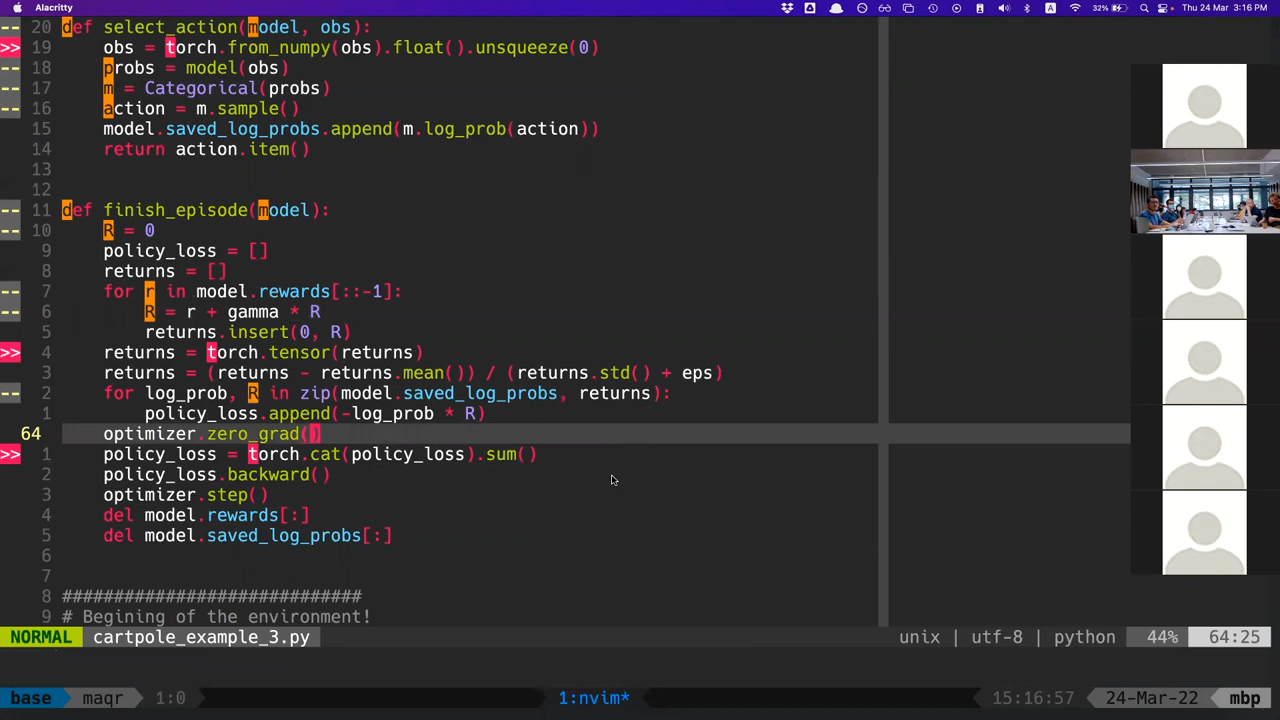 Alacritty 32% Thu 24 Mar 3:16 PM
-- 20 def select_action(model, obs):
>> 19 obs = torch.from_numpy(obs).float().unsqueeze(0)
-- 18 probs = model(obs)
-- 17 m = Categorical(probs)
-- 16 action = m.sample()
15 model.saved_log_probs.append(m.log_prob(action))
14 return action.item()
13
12
-- 11 def finish_episode(model):
-- 10 R = 0
9 policy_loss = []
8 returns = []
-- 7 for r in model.rewards[::-1]:
-- 6 R = r + gamma * R
5 returns.insert(0, R)
>> 4 returns = torch.tensor(returns)
3 returns = (returns - returns.mean()) / (returns.std() + eps)
-- 2 for log_prob, R in zip(model.saved_log_probs, returns):
1 policy_loss.append(-log_prob * R)
64 optimizer.zero_grad()
>> 1 policy_loss = torch.cat(policy_loss).sum()
2 policy_loss.backward()
3 optimizer.step()
4 del model.rewards[:]
5 del model.saved_log_probs[:]
6
7
8 #############################
9 # Begining of the environment!
NORMAL cartpole_example_3.py unix | utf-8 | python 44% 64:25
base maqr 1:0 1:nvim* 15:16:57 24-Mar-22 mbp